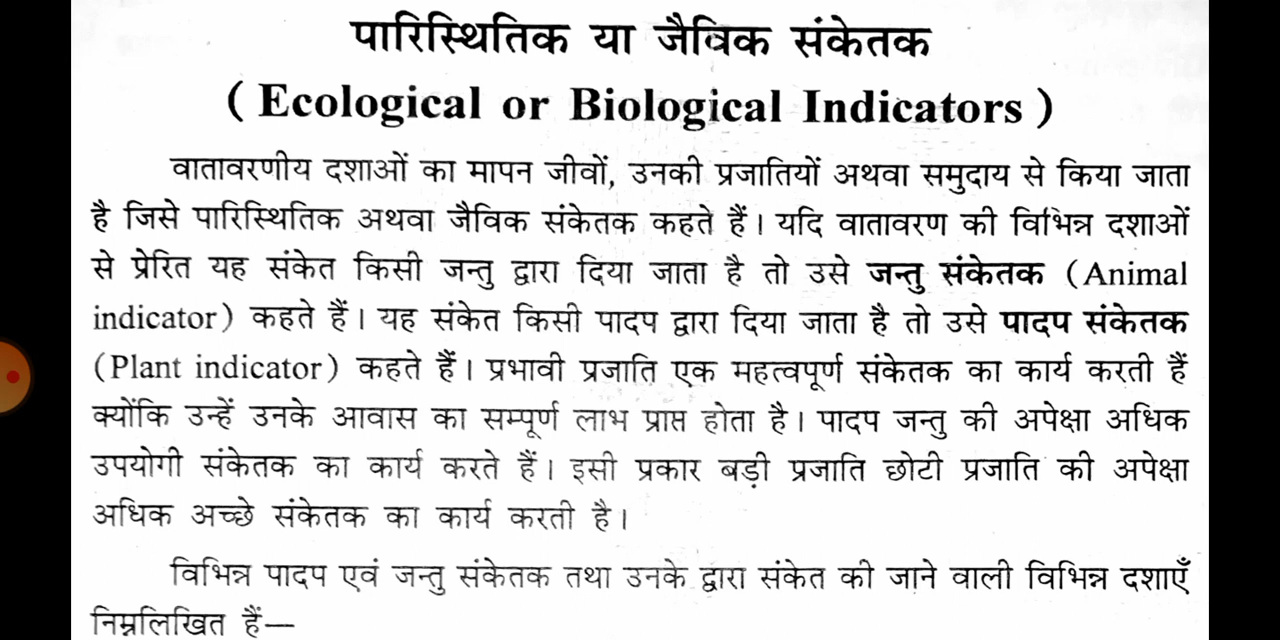 पारिस्थितिक या जैविक संकेतक
( Ecological or Biological Indicators )
वातावरणीय दशाओं का मापन जीवों, उनकी प्रजातियों अथवा समुदाय से किया जाता
है जिसे पारिस्थितिक अथवा जैविक संकेतक कहते हैं। यदि वातावरण की विभिन्न दशाओं
से प्रेरित यह संकेत किसी जन्तु द्वारा दिया जाता है तो उसे जन्तु संकेतक (Animal
indicator) कहते हैं। यह संकेत किसी पादप द्वारा दिया जाता है तो उसे पादप संकेतक
(Plant indicator) कहते हैं। प्रभावी प्रजाति एक महत्वपूर्ण संकेतक का कार्य करती हैं
क्योंकि उन्हें उनके आवास का सम्पूर्ण लाभ प्राप्त होता है। पादप जन्तु की अपेक्षा अधिक
उपयोगी संकेतक का कार्य करते हैं। इसी प्रकार बड़ी प्रजाति छोटी प्रजाति की अपेक्षा
अधिक अच्छे संकेतक का कार्य करती है।
विभिन्न पादप एवं जन्तु संकेतक तथा उनके द्वारा संकेत की जाने वाली विभिन्न दशाएँ
निम्नलिखित हैं—